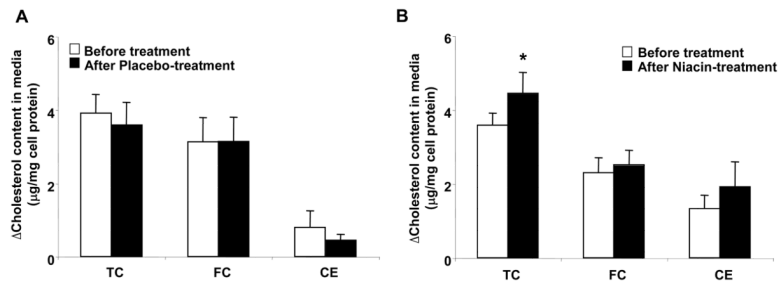 A
ΔCholesterol content in media
(μg/mg cell protein)
6
4
2
0
Before treatment
After Placebo-treatment
TC
FC
CE
B
ΔCholesterol content in media
(μg/mg cell protein)
6
4
2
0
Before treatment
After Niacin-treatment
*
TC
FC
CE